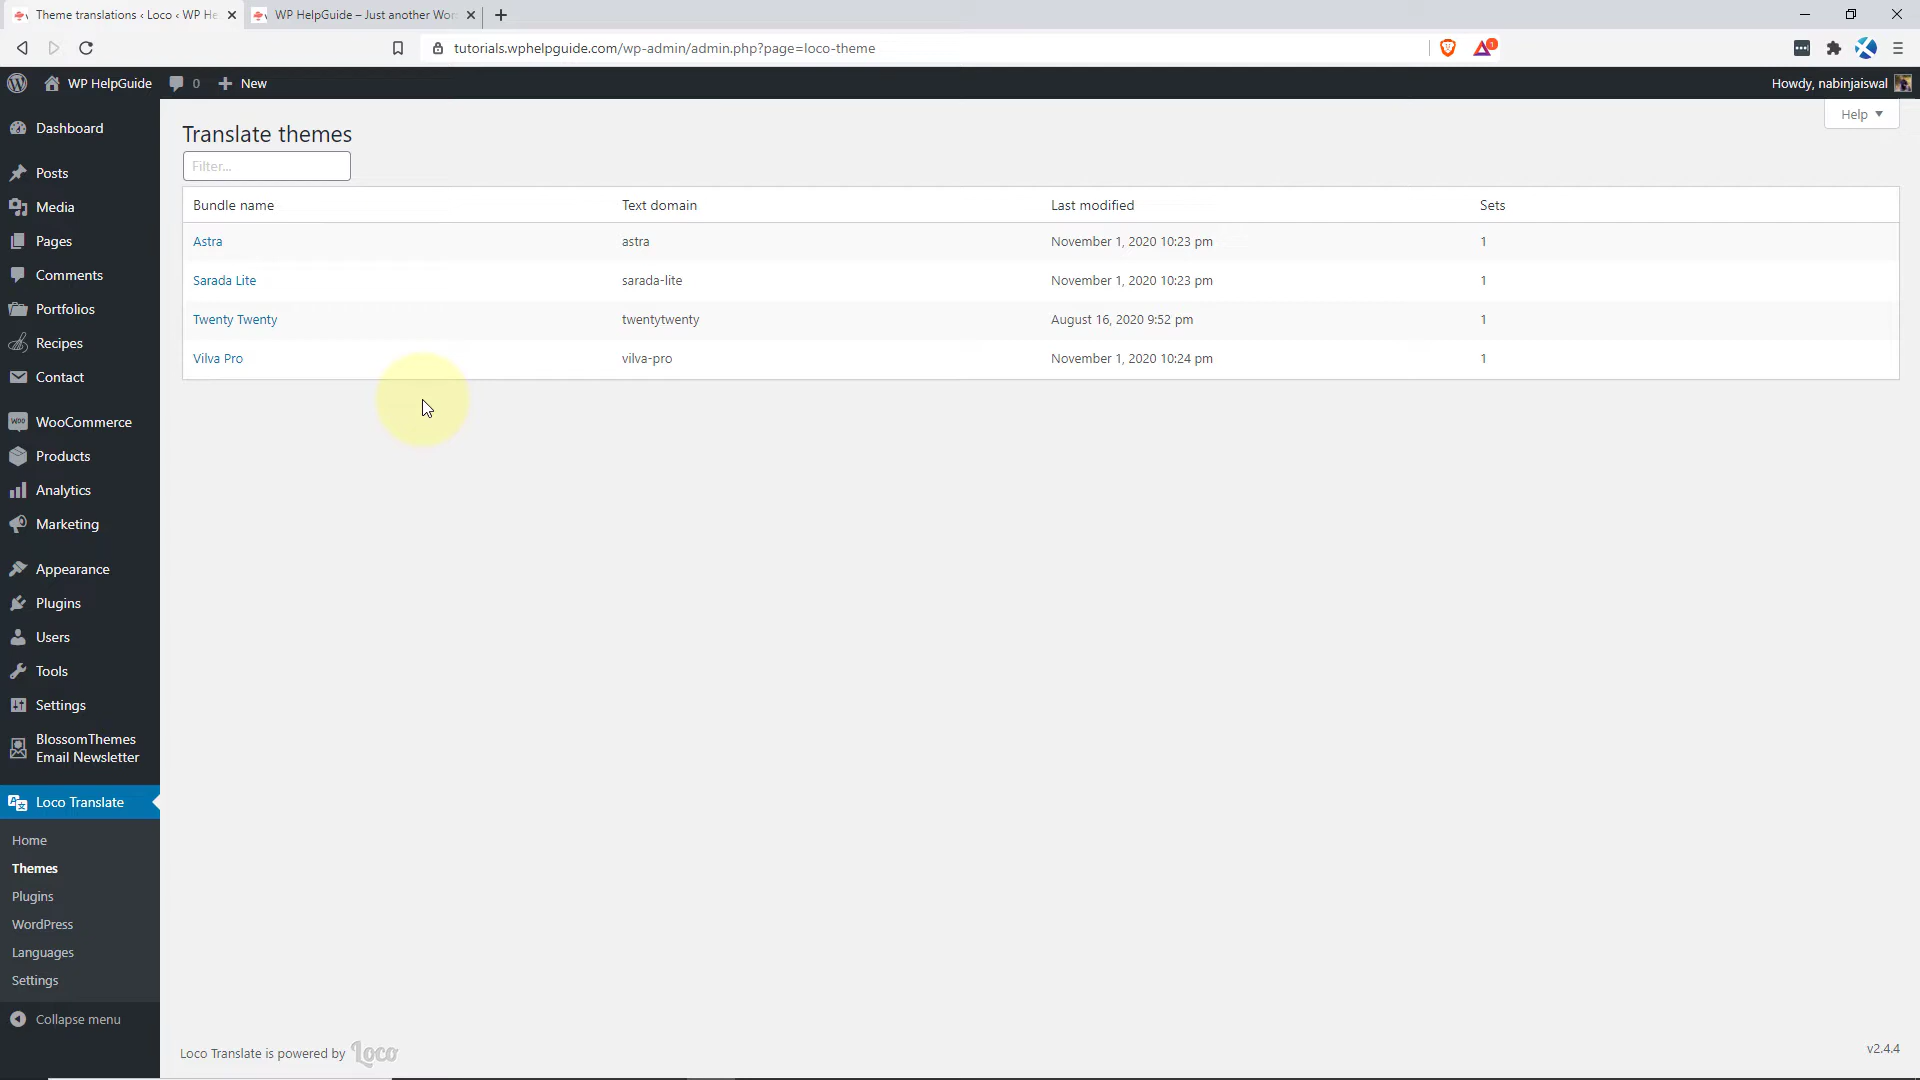 Theme translations ‹ Loco ‹ WP He
WP HelpGuide – Just another Wor
tutorials.wphelpguide.com/wp-admin/admin.php?page=loco-theme
1
WP HelpGuide
0
New
Howdy, nabinjaiswal
Help
Dashboard
Posts
Media
Pages
Comments
Portfolios
Recipes
Contact
Woo
WooCommerce
Products
Analytics
Marketing
Appearance
Plugins
Users
Tools
Settings
BlossomThemes
Email Newsletter
Loco Translate
Home
Themes
Plugins
WordPress
Languages
Settings
Collapse menu
Translate themes
Filter...
Bundle name Text domain Last modified Sets
Astra astra November 1, 2020 10:23 pm 1
Sarada Lite sarada-lite November 1, 2020 10:23 pm 1
Twenty Twenty twentytwenty August 16, 2020 9:52 pm 1
Vilva Pro vilva-pro November 1, 2020 10:24 pm 1
Loco Translate is powered by Loco
v2.4.4